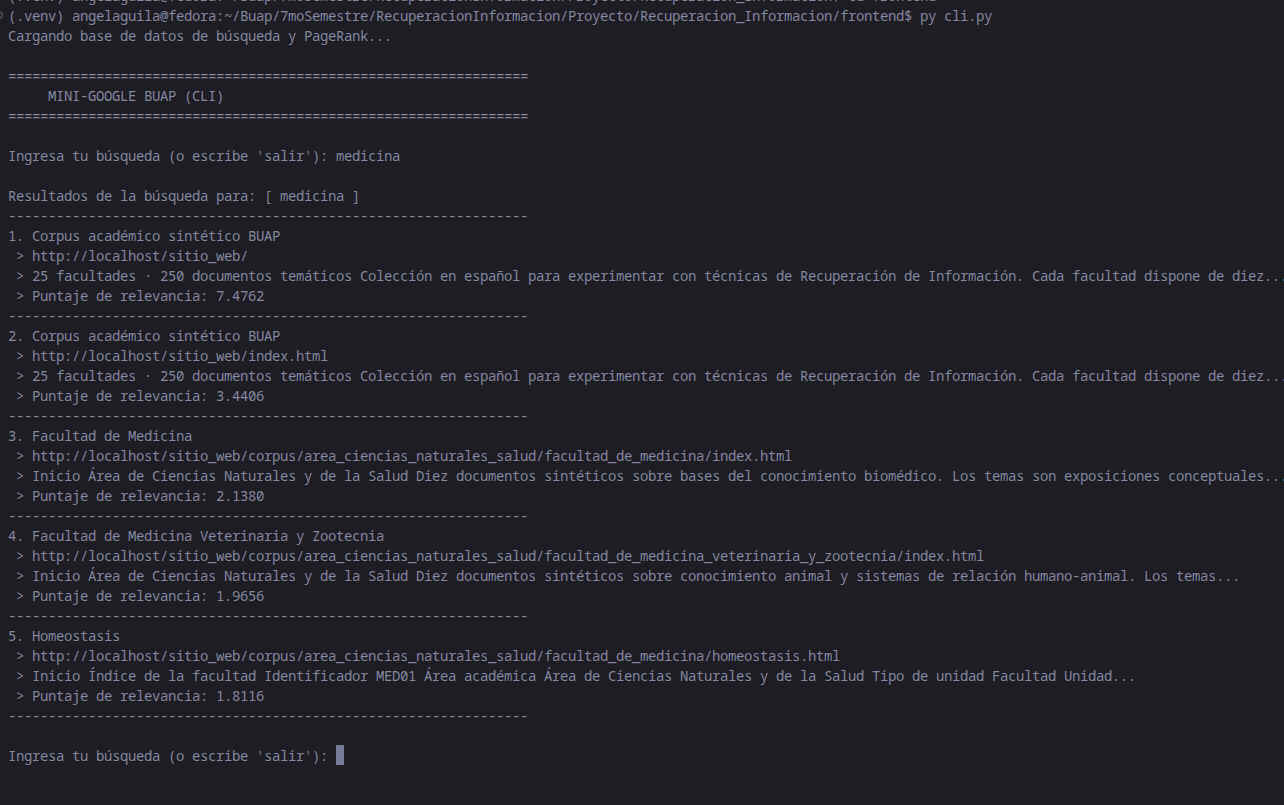 (.venv) angelaguila@fedora:~/Buap/7moSemestre/RecuperacionInformacion/Proyecto/Recuperacion_Informacion/frontend$ py cli.py
Cargando base de datos de búsqueda y PageRank...
=================================================================
MINI-GOOGLE BUAP (CLI)
=================================================================
Ingresa tu búsqueda (o escribe 'salir'): medicina
Resultados de la búsqueda para: [ medicina ]
-----------------------------------------------------------------
1. Corpus académico sintético BUAP
> http://localhost/sitio_web/
> 25 facultades · 250 documentos temáticos Colección en español para experimentar con técnicas de Recuperación de Información. Cada facultad dispone de diez...
> Puntaje de relevancia: 7.4762
-----------------------------------------------------------------
2. Corpus académico sintético BUAP
> http://localhost/sitio_web/index.html
> 25 facultades · 250 documentos temáticos Colección en español para experimentar con técnicas de Recuperación de Información. Cada facultad dispone de diez...
> Puntaje de relevancia: 3.4406
-----------------------------------------------------------------
3. Facultad de Medicina
> http://localhost/sitio_web/corpus/area_ciencias_naturales_salud/facultad_de_medicina/index.html
> Inicio Área de Ciencias Naturales y de la Salud Diez documentos sintéticos sobre bases del conocimiento biomédico. Los temas son exposiciones conceptuales...
> Puntaje de relevancia: 2.1380
-----------------------------------------------------------------
4. Facultad de Medicina Veterinaria y Zootecnia
> http://localhost/sitio_web/corpus/area_ciencias_naturales_salud/facultad_de_medicina_veterinaria_y_zootecnia/index.html
> Inicio Área de Ciencias Naturales y de la Salud Diez documentos sintéticos sobre conocimiento animal y sistemas de relación humano-animal. Los temas...
> Puntaje de relevancia: 1.9656
-----------------------------------------------------------------
5. Homeostasis
> http://localhost/sitio_web/corpus/area_ciencias_naturales_salud/facultad_de_medicina/homeostasis.html
> Inicio Índice de la facultad Identificador MED01 Área académica Área de Ciencias Naturales y de la Salud Tipo de unidad Facultad Unidad...
> Puntaje de relevancia: 1.8116
-----------------------------------------------------------------
Ingresa tu búsqueda (o escribe 'salir'):